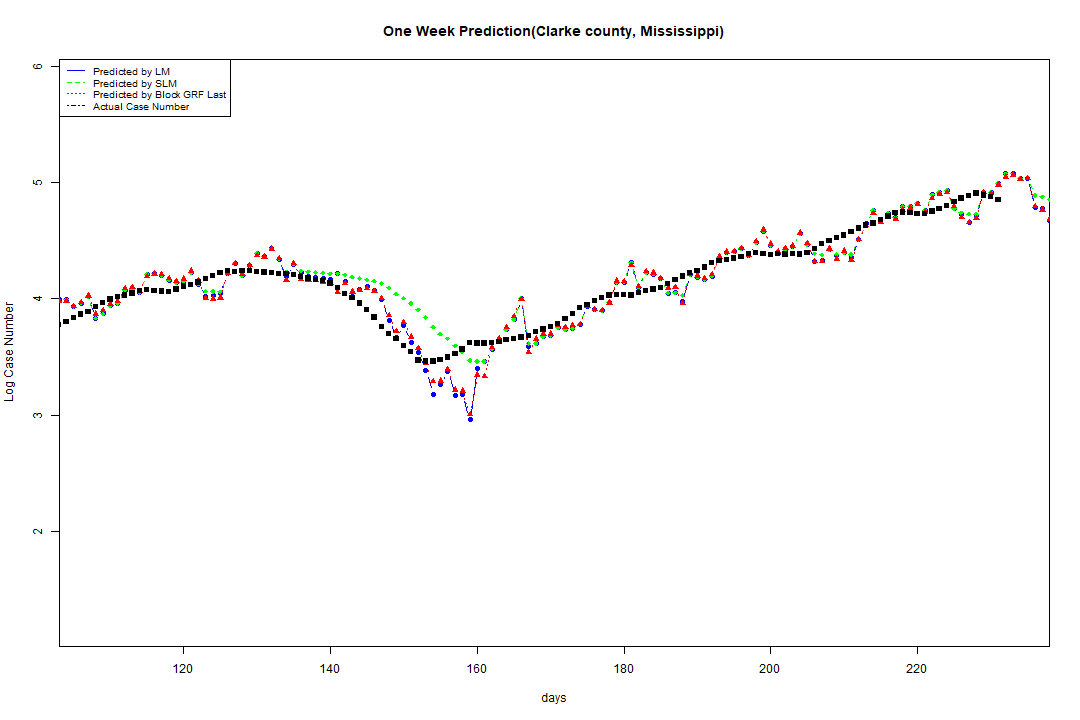 One Week Prediction(Clarke county, Mississippi)
Predicted by LM
Predicted by SLM
Predicted by Block GRF Last
Actual Case Number
Log Case Number
6
5
4
3
2
120 140 160 180 200 220
days